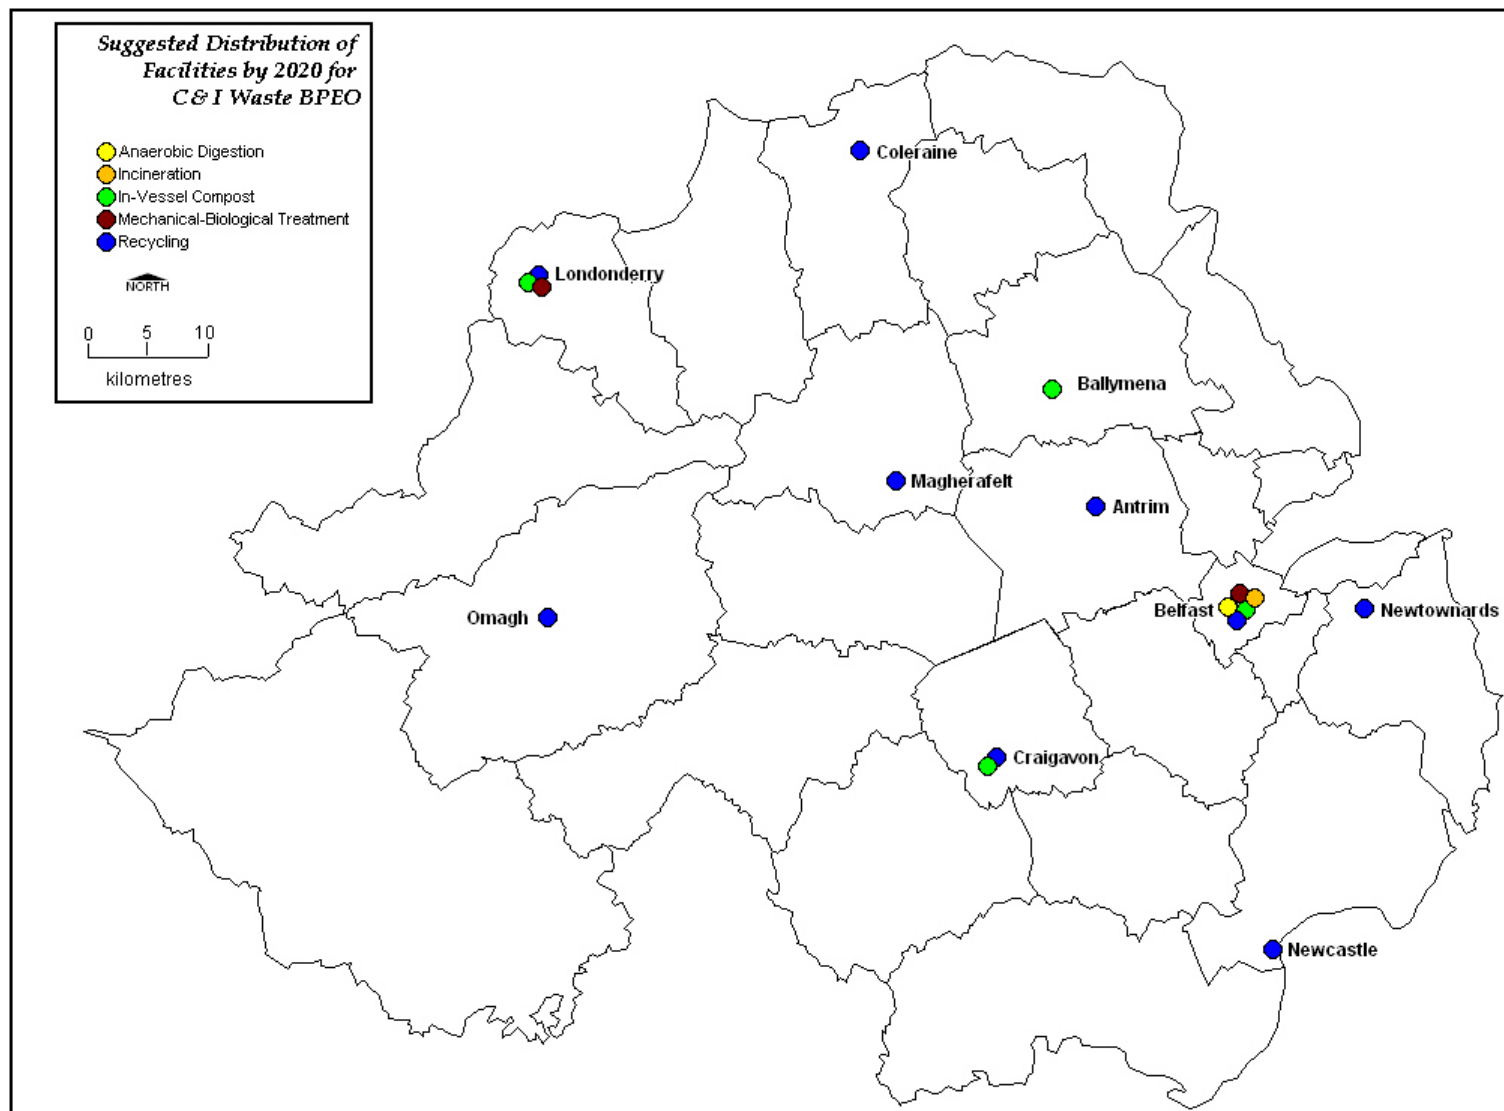 Suggested Distribution of
Facilities by 2020 for
C & I Waste BPEO
Anaerobic Digestion
Incineration
In-Vessel Compost
Mechanical-Biological Treatment
Recycling
NORTH
0 5 10
kilometres
Coleraine
Londonderry
Ballymena
Magherafelt
Antrim
Belfast
Newtownards
Omagh
Craigavon
Newcastle